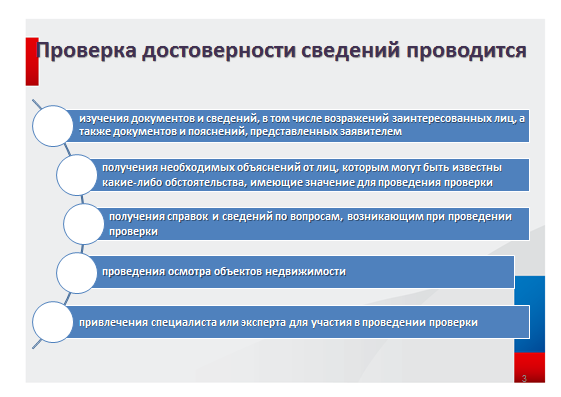 Проверка достоверности сведений проводится
изучения документов и сведений, в том числе возражений заинтересованных лиц, а
также документов и пояснений, представленных заявителем
получения необходимых объяснений от лиц, которым могут быть известны
какие-либо обстоятельства, имеющие значение для проведения проверки
получения справок и сведений по вопросам, возникающим при проведении
проверки
проведения осмотра объектов недвижимости
привлечения специалиста или эксперта для участия в проведении проверки
3